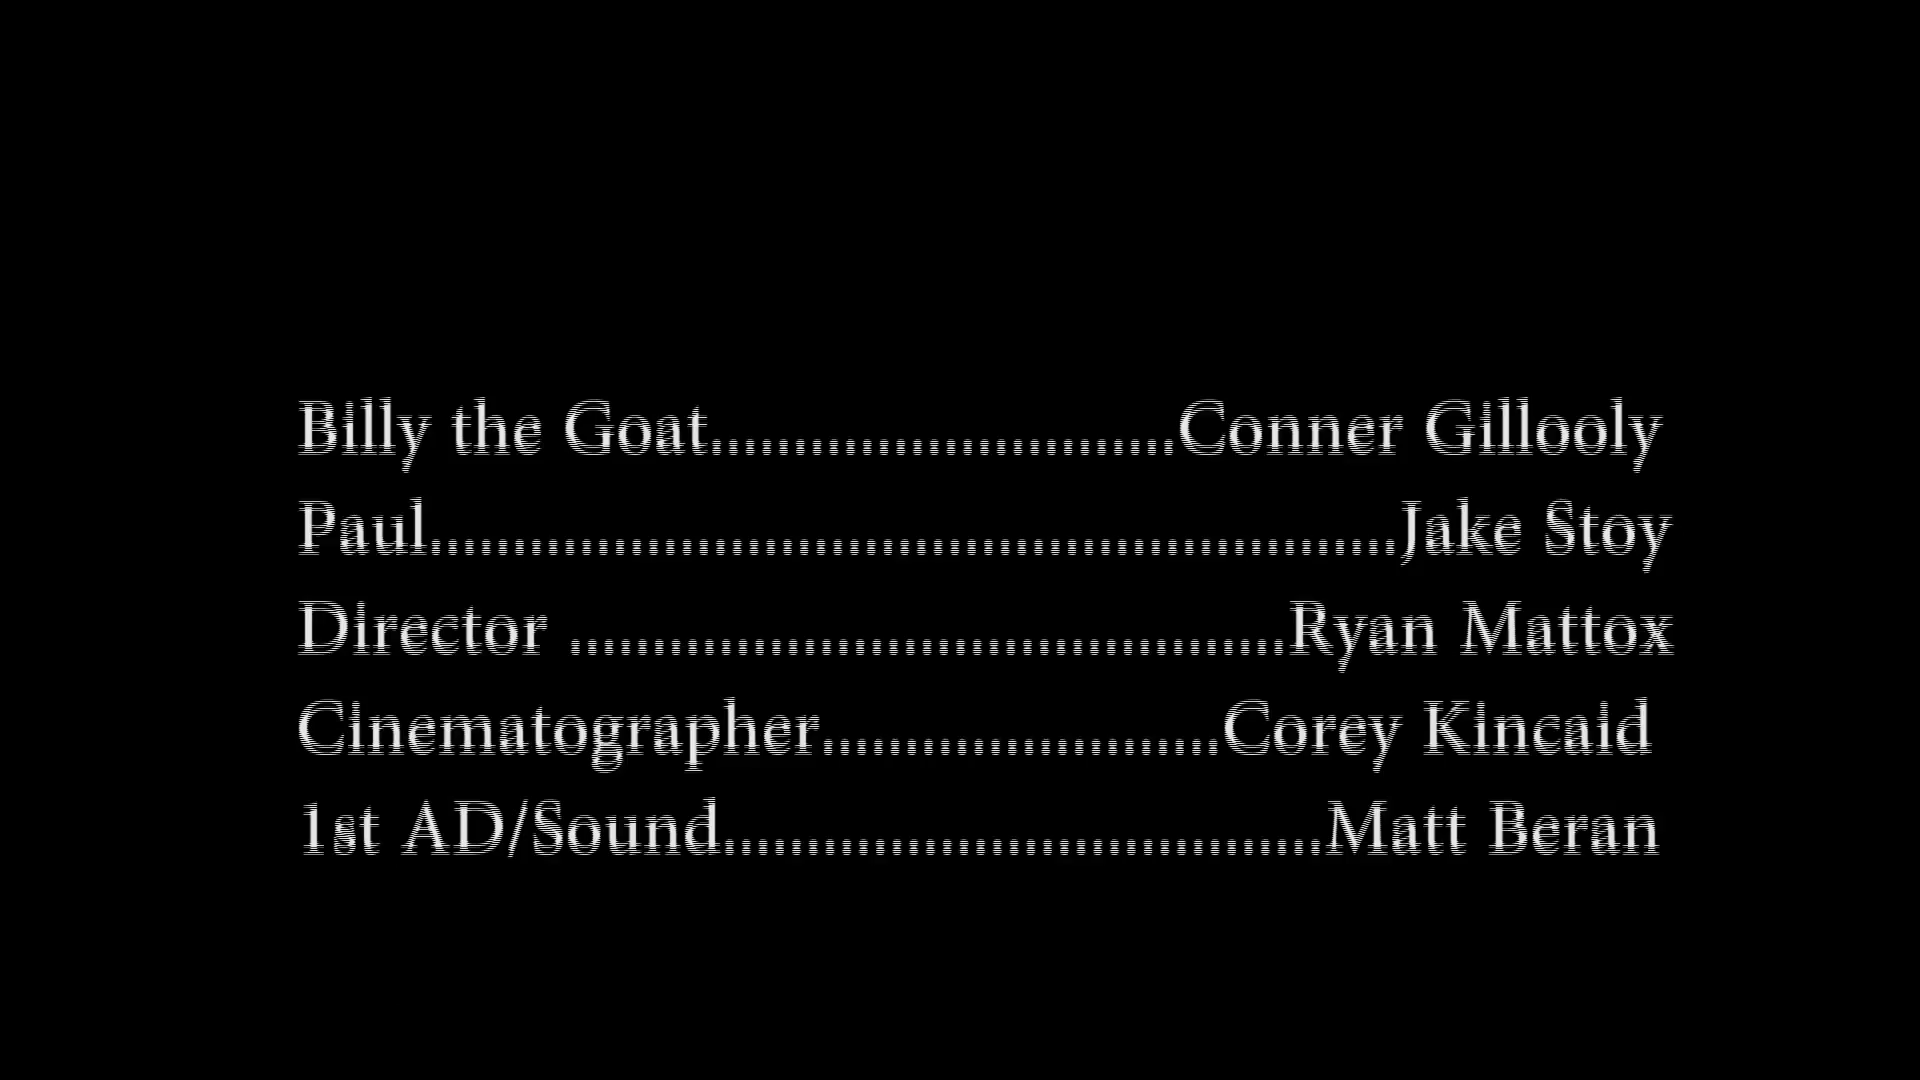 Billy the Goat............................Conner Gillooly
Paul..........................................................Jake Stoy
Director ...........................................Ryan Mattox
Cinematographer........................Corey Kincaid
1st AD/Sound....................................Matt Beran